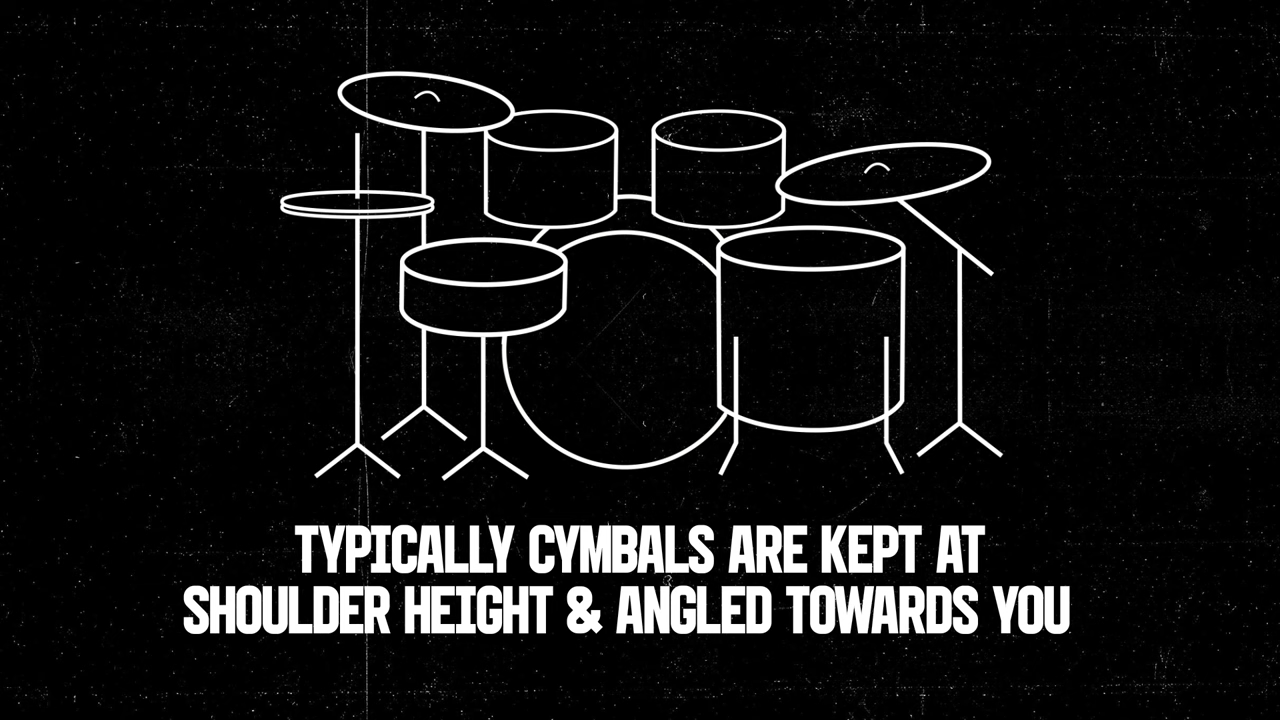 TYPICALLY CYMBALS ARE KEPT AT
SHOULDER HEIGHT & ANGLED TOWARDS YOU